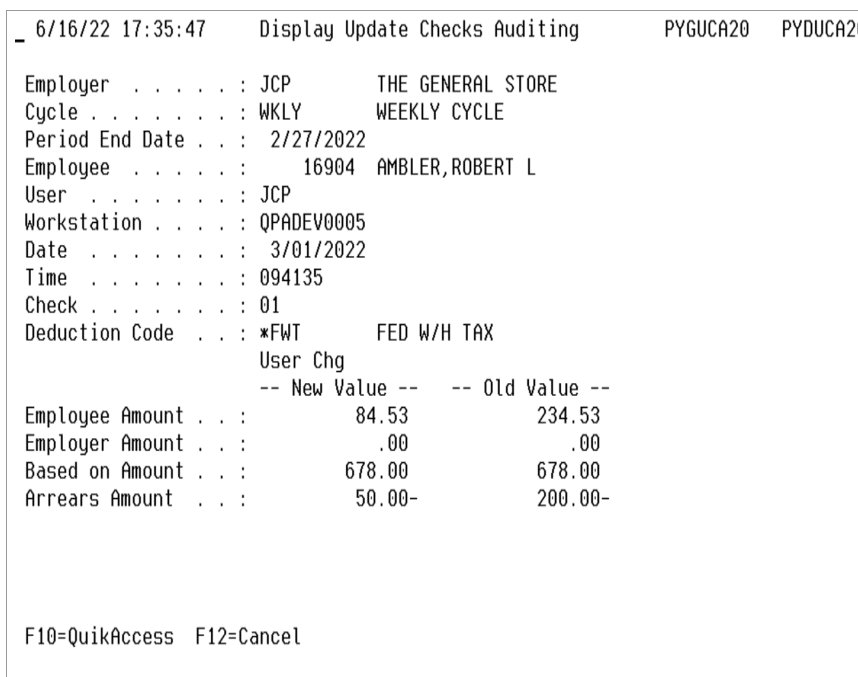 _ 6/16/22 17:35:47 Display Update Checks Auditing PYGUCA20 PYDUCA20
Employer . . . . . : JCP THE GENERAL STORE
Cycle . . . . . . . : WKLY WEEKLY CYCLE
Period End Date . . : 2/27/2022
Employee . . . . . : 16904 AMBLER,ROBERT L
User . . . . . . . : JCP
Workstation . . . . : QPADEV0005
Date . . . . . . . : 3/01/2022
Time . . . . . . . : 094135
Check . . . . . . . : 01
Deduction Code . . : *FWT FED W/H TAX
User Chg
-- New Value -- -- Old Value --
Employee Amount . . : 84.53 234.53
Employer Amount . . : .00 .00
Based on Amount . . : 678.00 678.00
Arrears Amount . . : 50.00- 200.00-
F10=QuikAccess F12=Cancel